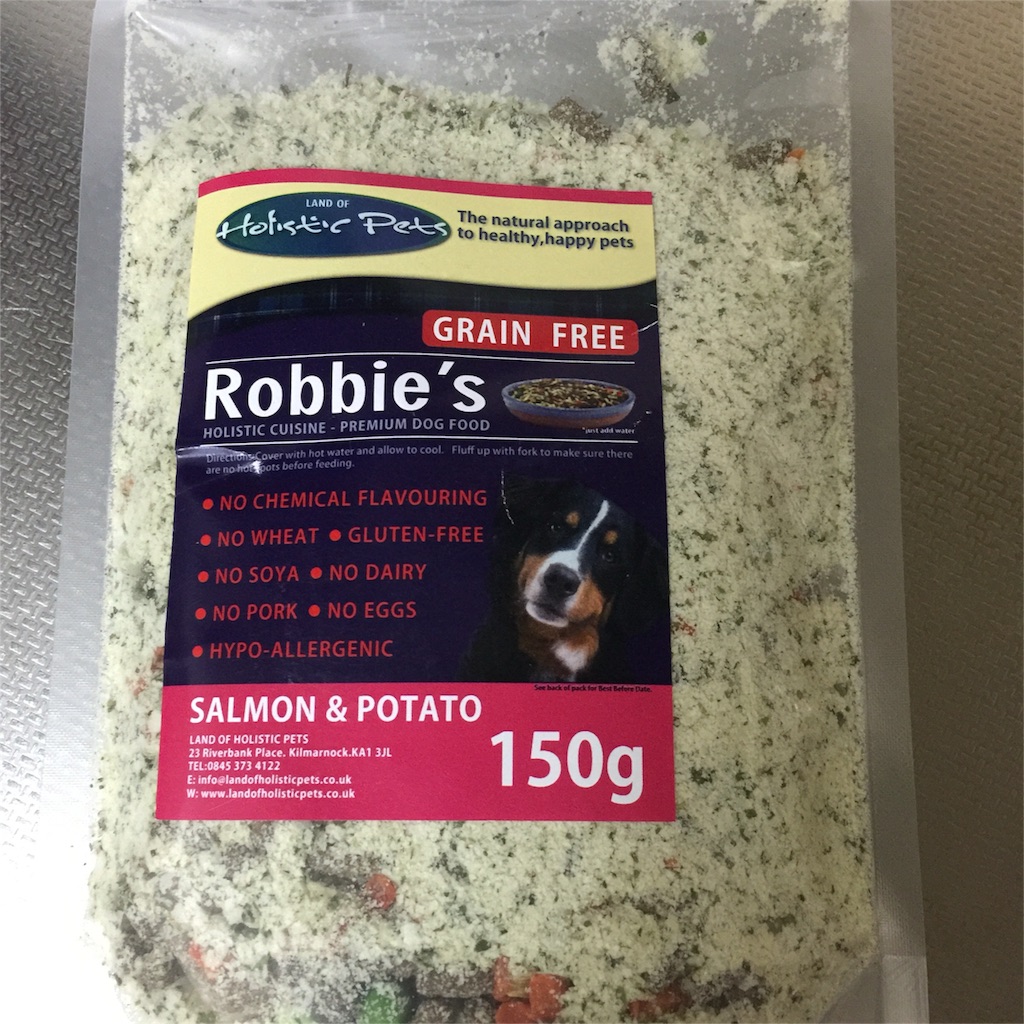 LAND OF
Holistic Pets
The natural approach
to healthy,happy pets
GRAIN FREE
Robbie's
HOLISTIC CUISINE - PREMIUM DOG FOOD
*just add water
Directions:Cover with hot water and allow to cool. Fluff up with fork to make sure there
are no hot spots before feeding.
• NO CHEMICAL FLAVOURING
• NO WHEAT • GLUTEN-FREE
• NO SOYA • NO DAIRY
• NO PORK • NO EGGS
• HYPO-ALLERGENIC
See back of pack for Best Before Date.
SALMON & POTATO
150g
LAND OF HOLISTIC PETS
23 Riverbank Place. Kilmarnock.KA1 3JL
TEL:0845 373 4122
E: info@landofholisticpets.co.uk
W: www.landofholisticpets.co.uk